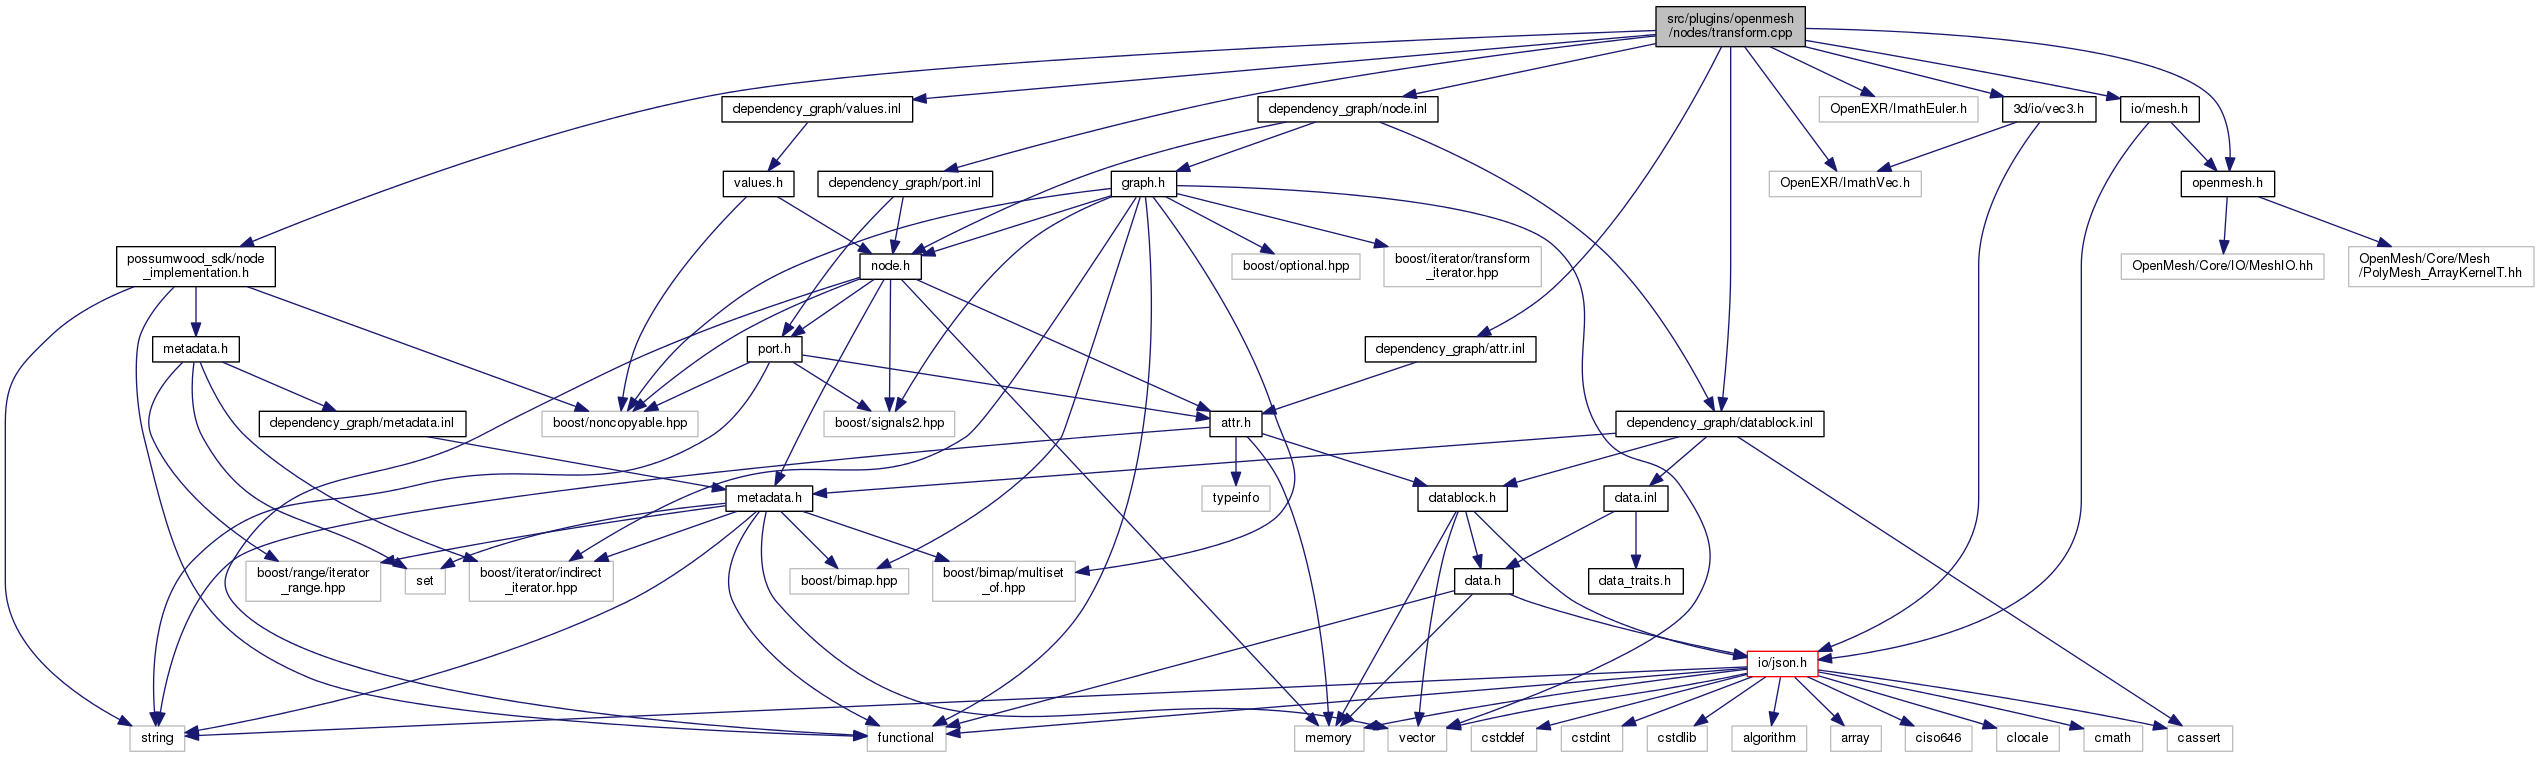 src/plugins/openmesh
/nodes/transform.cpp
dependency_graph/values.inl
dependency_graph/node.inl
OpenEXR/ImathEuler.h
3d/io/vec3.h
io/mesh.h
values.h
dependency_graph/port.inl
graph.h
OpenEXR/ImathVec.h
openmesh.h
possumwood_sdk/node
_implementation.h
node.h
boost/optional.hpp
boost/iterator/transform
_iterator.hpp
OpenMesh/Core/IO/MeshIO.hh
OpenMesh/Core/Mesh
/PolyMesh_ArrayKernelT.hh
metadata.h
port.h
dependency_graph/attr.inl
dependency_graph/metadata.inl
boost/noncopyable.hpp
boost/signals2.hpp
attr.h
dependency_graph/datablock.inl
metadata.h
typeinfo
datablock.h
data.inl
boost/range/iterator
_range.hpp
set
boost/iterator/indirect
_iterator.hpp
boost/bimap.hpp
boost/bimap/multiset
_of.hpp
data.h
data_traits.h
io/json.h
string
functional
memory
vector
cstddef
cstdint
cstdlib
algorithm
array
ciso646
clocale
cmath
cassert